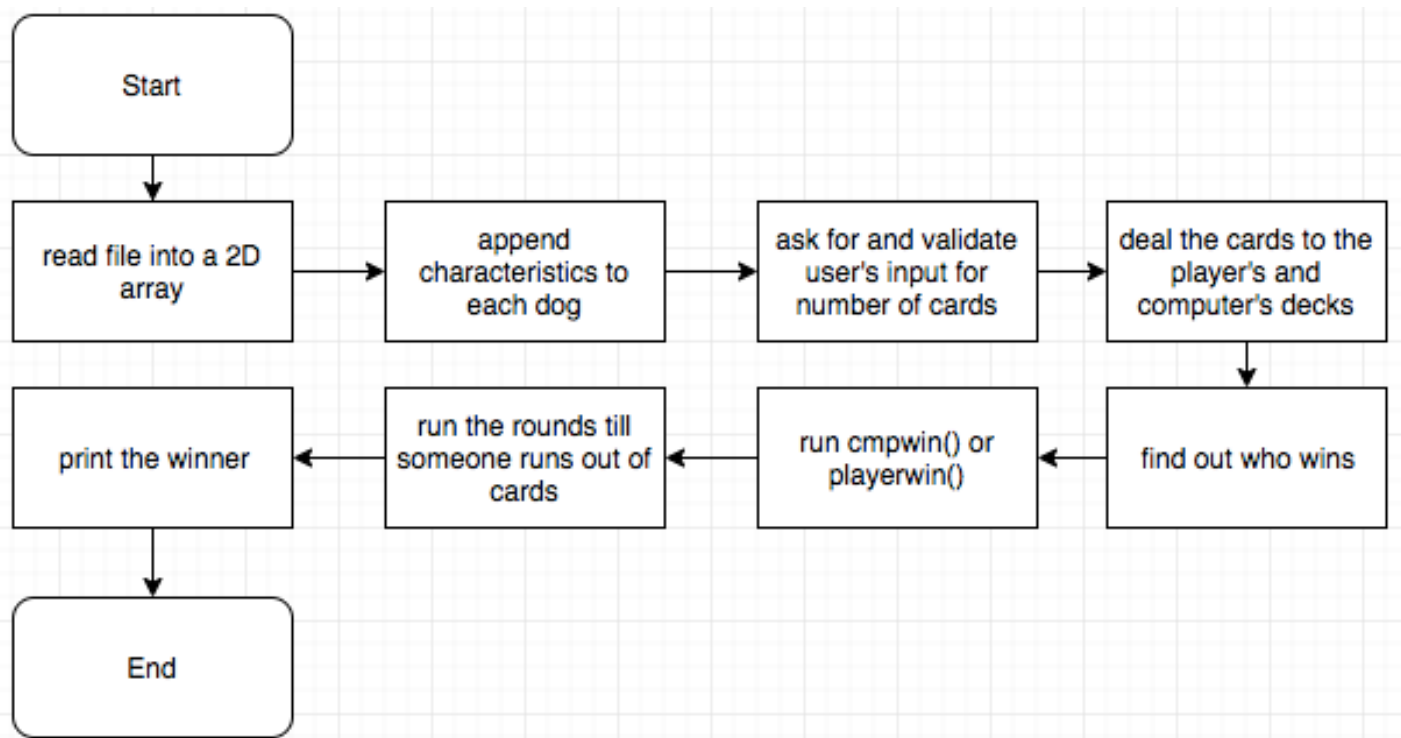 Start
read file into a 2D
array
append
characteristics to
each dog
ask for and validate
user's input for
number of cards
deal the cards to the
player's and
computer's decks
find out who wins
run cmpwin() or
playerwin()
run the rounds till
someone runs out of
cards
print the winner
End